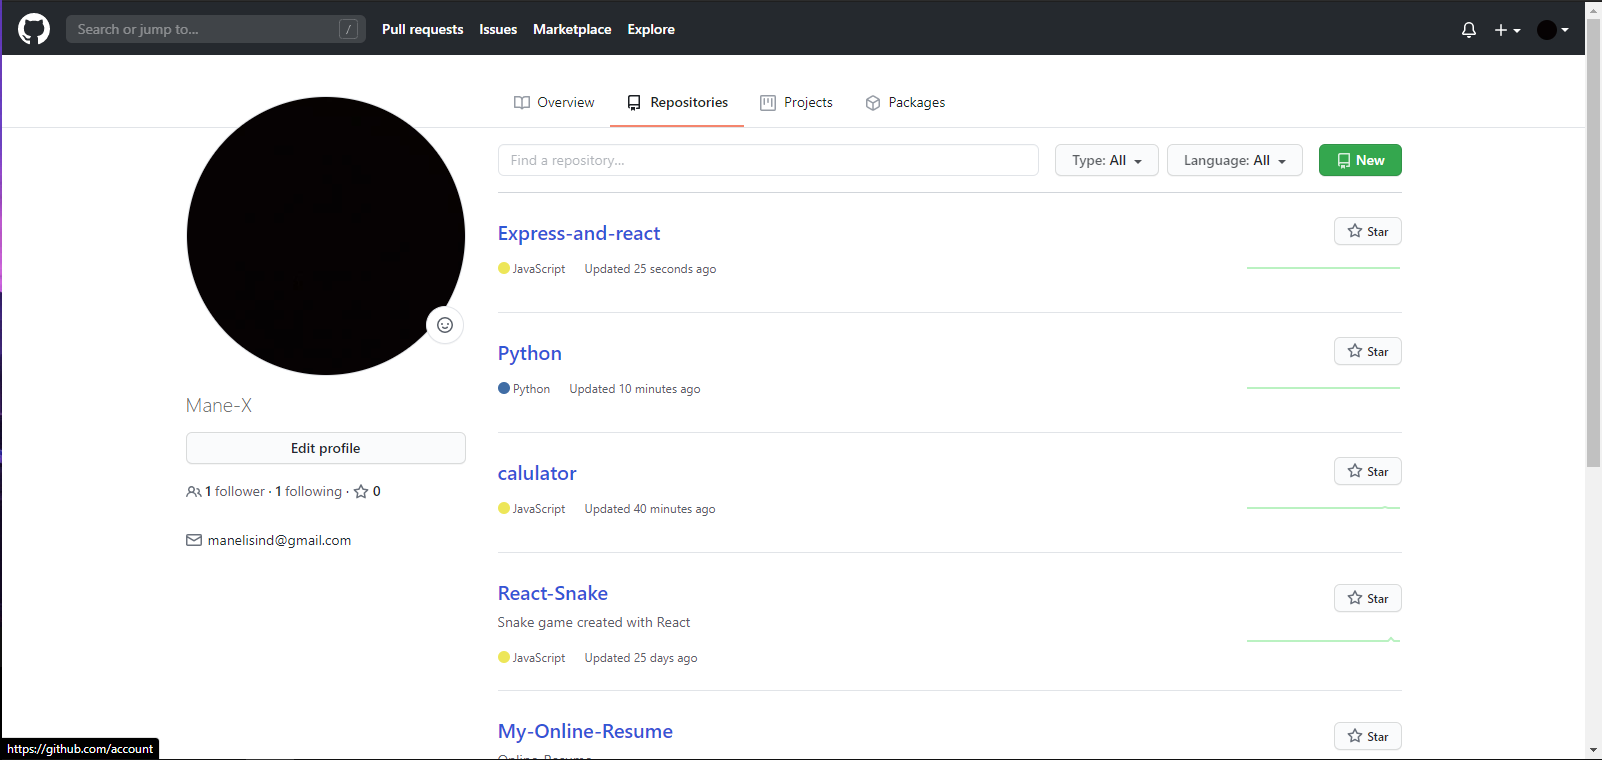 Search or jump to... /
Pull requests Issues Marketplace Explore
Overview Repositories Projects Packages
Find a repository... Type: All Language: All New
Mane-X
Edit profile
1 follower · 1 following · 0
manelisind@gmail.com
Express-and-react
Star
JavaScript Updated 25 seconds ago
Python
Star
Python Updated 10 minutes ago
calulator
Star
JavaScript Updated 40 minutes ago
React-Snake
Star
Snake game created with React
JavaScript Updated 25 days ago
My-Online-Resume
Star
Online-Resume
https://github.com/account